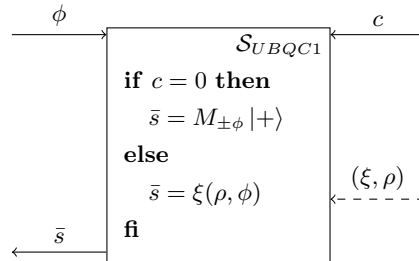 ϕ
c
𝒮_{UBQC1}
if c = 0 then
s̄ = M_{±ϕ} |+⟩
else
s̄ = ξ(ρ, ϕ)
(ξ, ρ)
fi
s̄